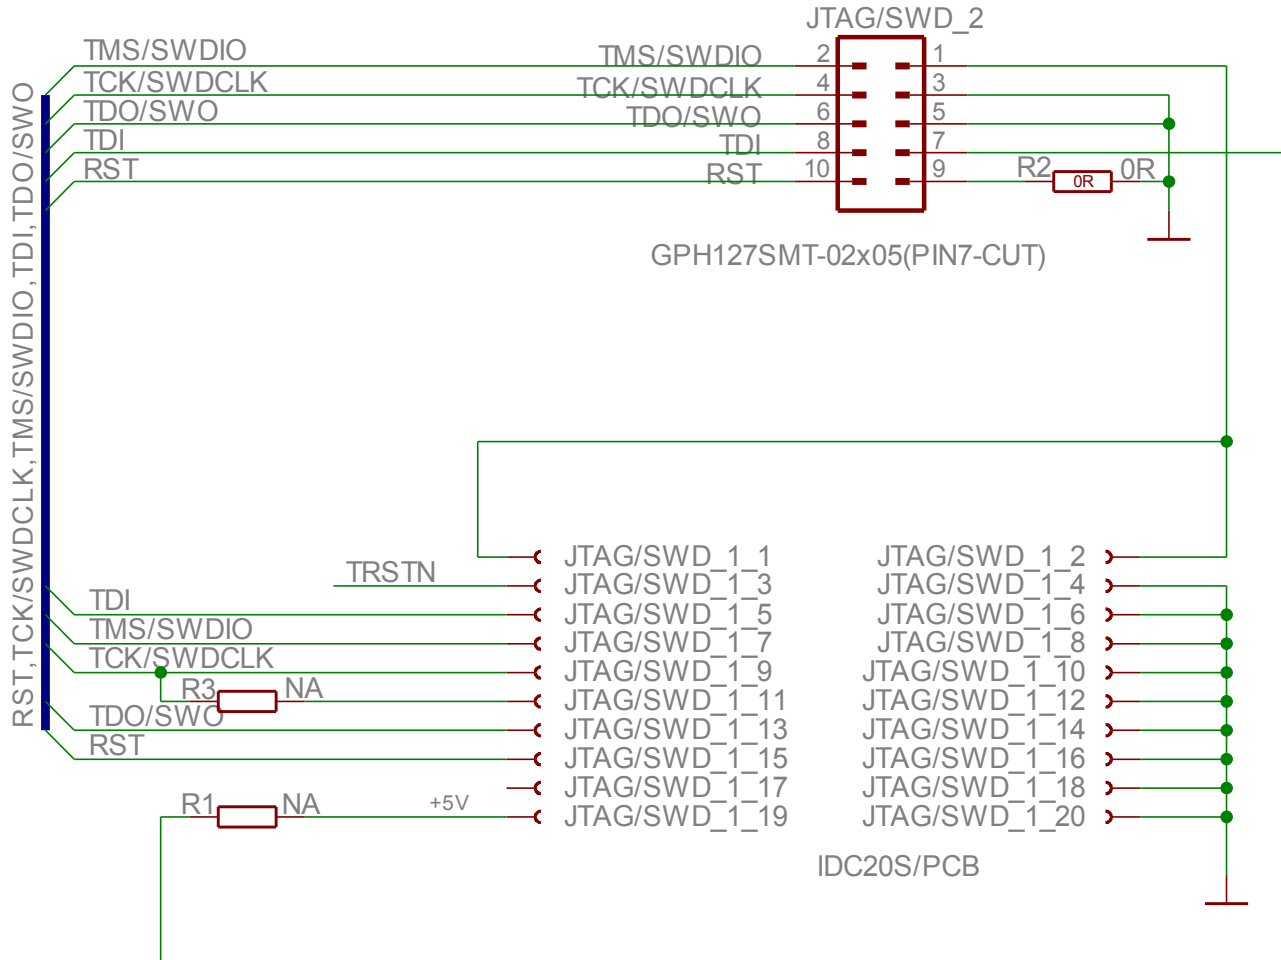 JTAG/SWD_2
TMS/SWDIO TMS/SWDIO 2 1
TCK/SWDCLK TCK/SWDCLK 4 3
TDO/SWO TDO/SWO 6 5
TDI TDI 8 7
RST RST 10 9 R2 0R 0R
GPH127SMT-02x05(PIN7-CUT)
RST,TCK/SWDCLK,TMS/SWDIO,TDI,TDO/SWO
JTAG/SWD_1_1 JTAG/SWD_1_2
TRSTN JTAG/SWD_1_3 JTAG/SWD_1_4
TDI JTAG/SWD_1_5 JTAG/SWD_1_6
TMS/SWDIO JTAG/SWD_1_7 JTAG/SWD_1_8
TCK/SWDCLK JTAG/SWD_1_9 JTAG/SWD_1_10
R3 NA JTAG/SWD_1_11 JTAG/SWD_1_12
TDO/SWO JTAG/SWD_1_13 JTAG/SWD_1_14
RST JTAG/SWD_1_15 JTAG/SWD_1_16
JTAG/SWD_1_17 JTAG/SWD_1_18
R1 NA +5V JTAG/SWD_1_19 JTAG/SWD_1_20
IDC20S/PCB